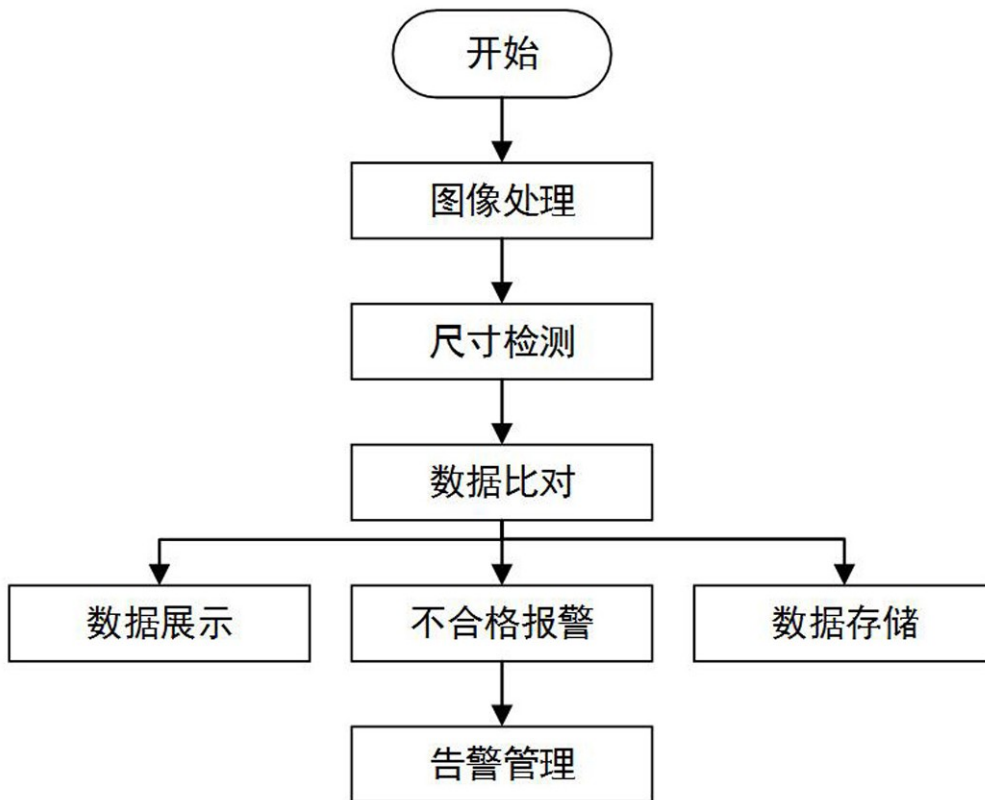 开始
图像处理
尺寸检测
数据比对
数据展示
不合格报警
数据存储
告警管理